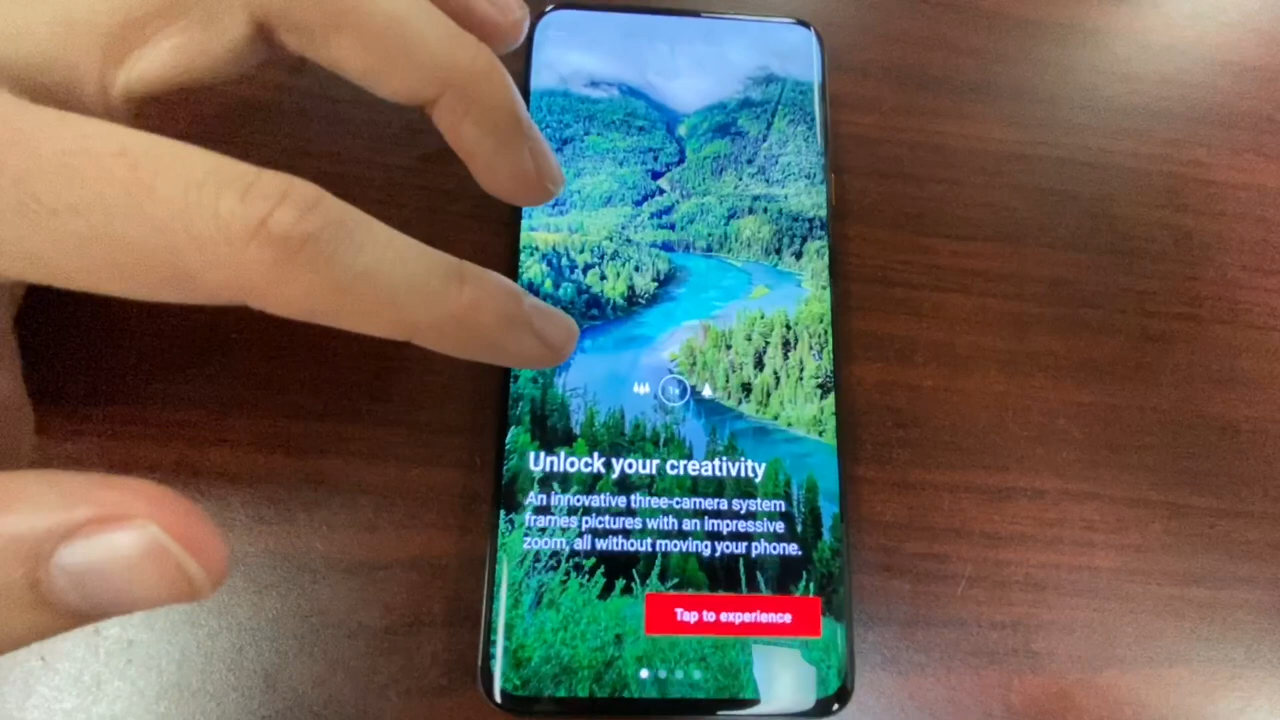 1x
Unlock your creativity
An innovative three-camera system
frames pictures with an impressive
zoom, all without moving your phone.
Tap to experience